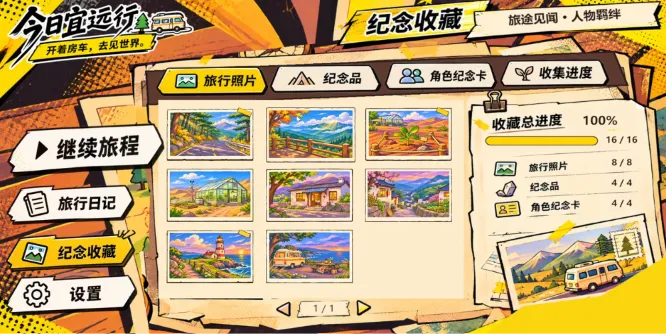 今日宜远行
开着房车，去见世界。
纪念收藏
旅途见闻·人物羁绊
旅行照片
纪念品
角色纪念卡
收集进度
继续旅程
旅行日记
纪念收藏
设置
1/1
收藏总进度 100%
16/16
旅行照片 8/8
纪念品 4/4
角色纪念卡 4/4